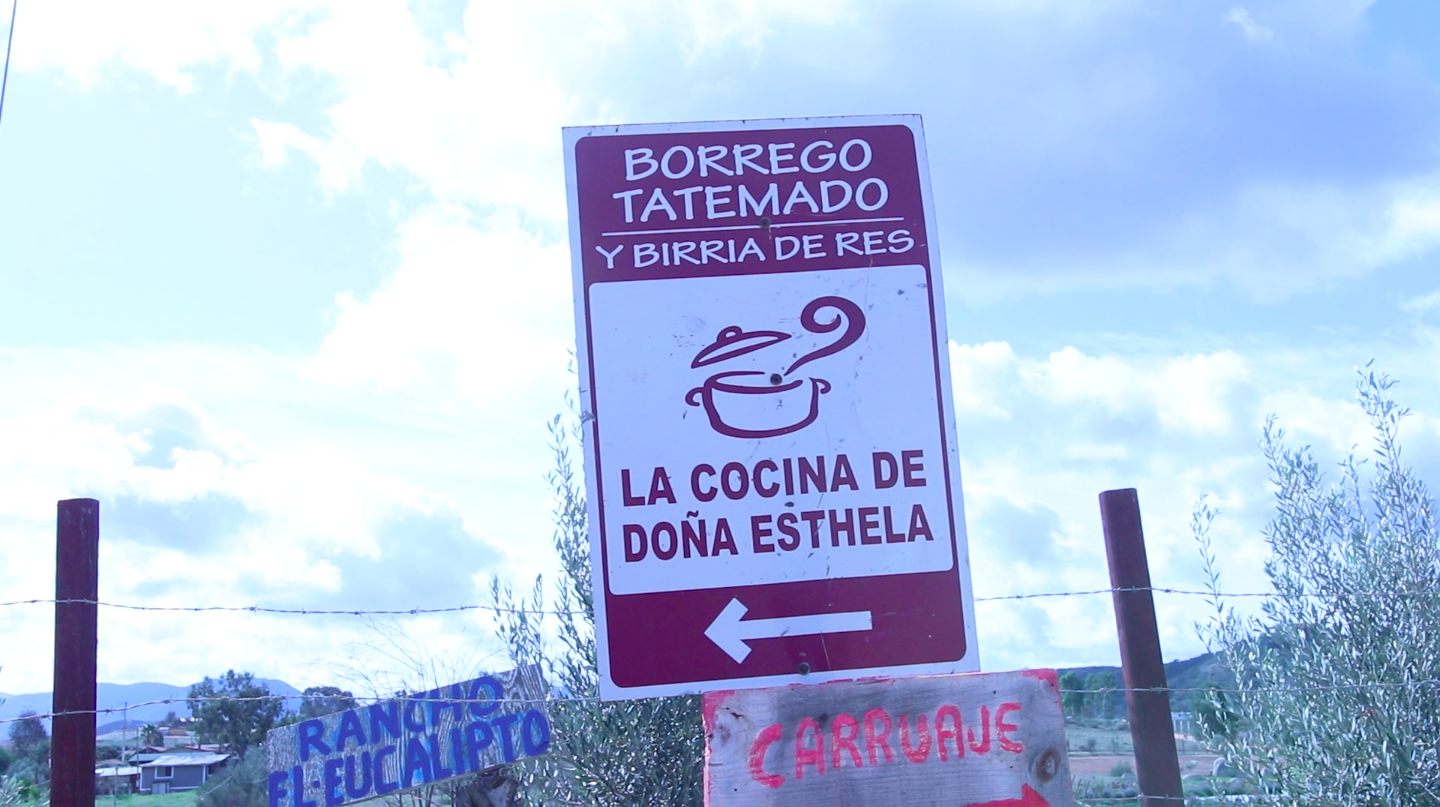 BORREGO
TATEMADO
Y BIRRIA DE RES
LA COCINA DE
DOÑA ESTHELA
RANCHO
EL EUCALIPTO
CARRUAJE